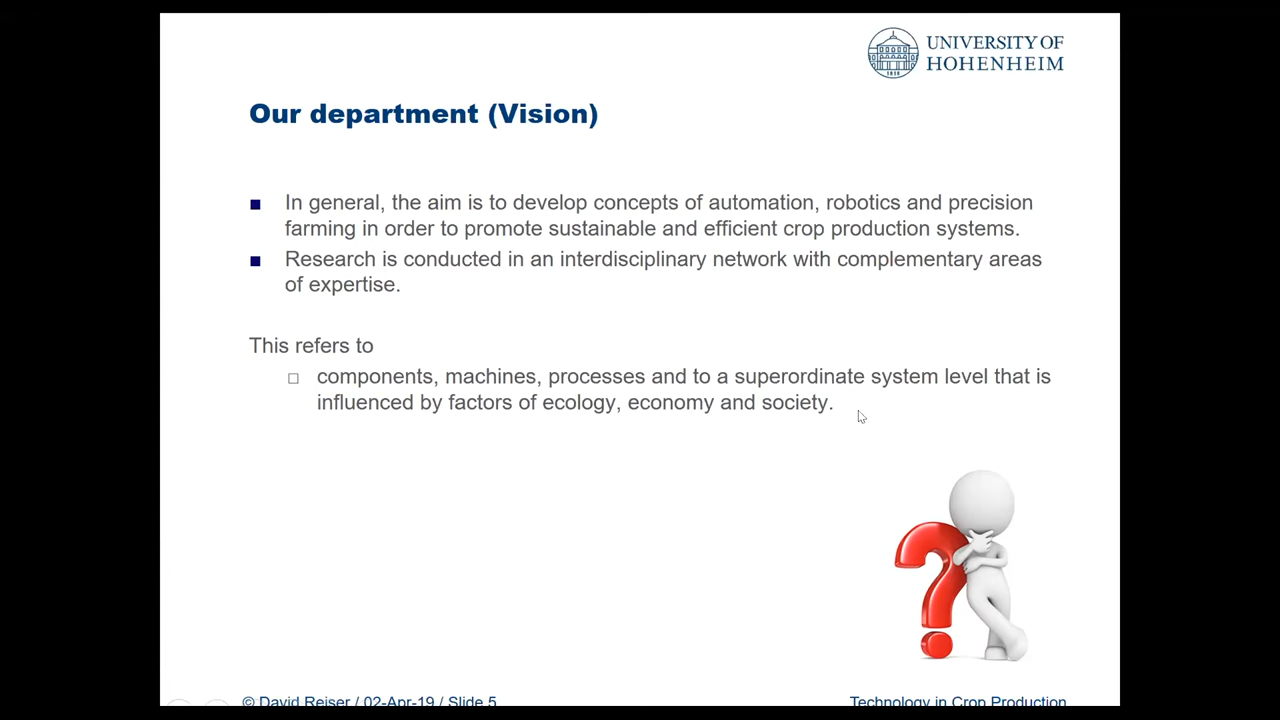 UNIVERSITY OF
HOHENHEIM
1818
Our department (Vision)
In general, the aim is to develop concepts of automation, robotics and precision
farming in order to promote sustainable and efficient crop production systems.
Research is conducted in an interdisciplinary network with complementary areas
of expertise.
This refers to
components, machines, processes and to a superordinate system level that is
influenced by factors of ecology, economy and society.
?
© David Reiser / 02-Apr-19 / Slide 5
Technology in Crop Production